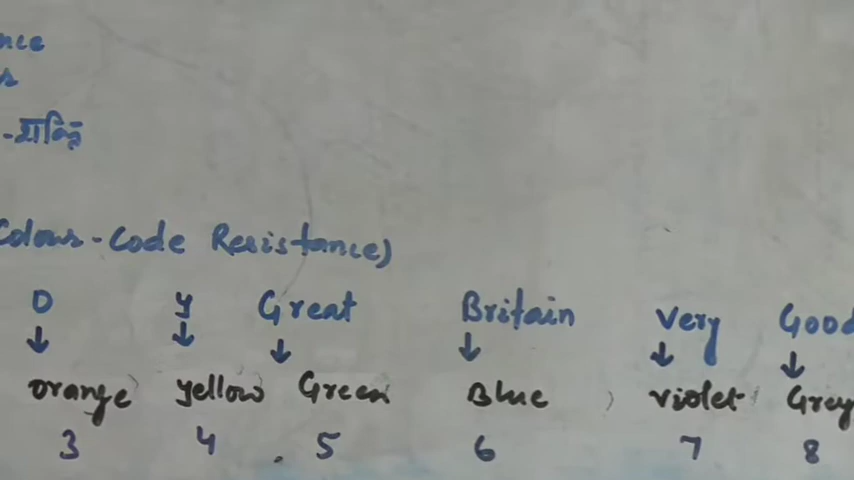 nce
Colour-Code Resistance)
O Y Great Britain Very Good
↓ ↓ ↓ ↓ ↓ ↓
orange yellow Green Blue violet Grey
3 4 5 6 7 8